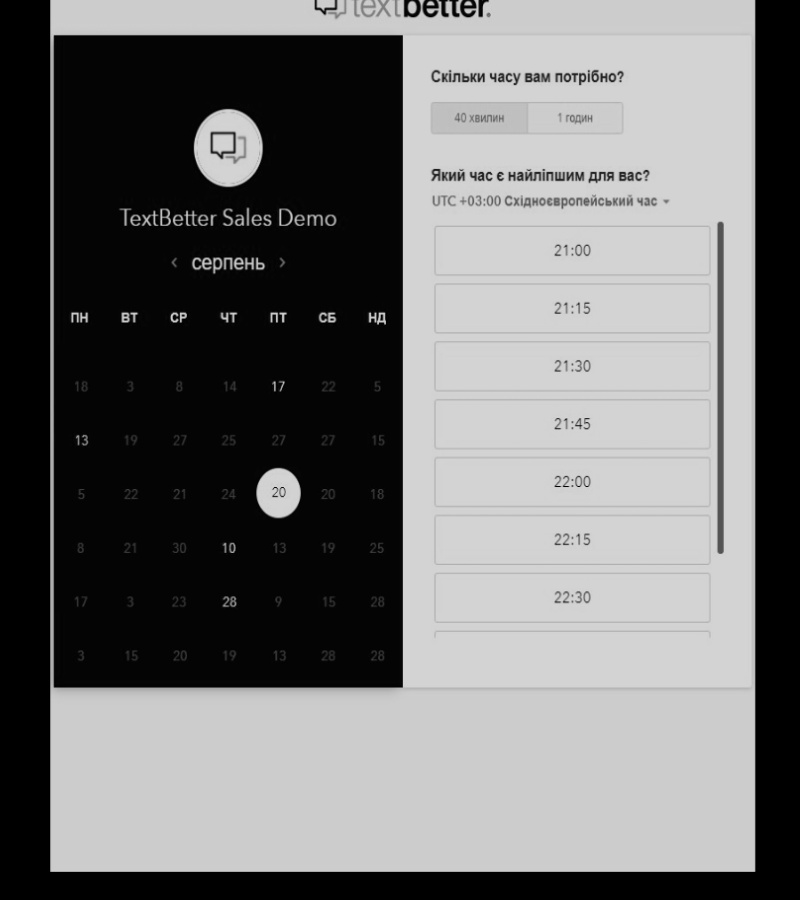 textbetter.
TextBetter Sales Demo
‹ серпень ›
ПН ВТ СР ЧТ ПТ СБ НД
18 3 8 14 17 22 5
13 19 27 25 27 27 15
5 22 21 24 20 20 18
8 21 30 10 13 19 25
17 3 23 28 9 15 28
3 15 20 19 13 28 28
Скільки часу вам потрібно?
40 хвилин 1 годин
Який час є найліпшим для вас?
UTC +03:00 Східноєвропейський час
21:00
21:15
21:30
21:45
22:00
22:15
22:30